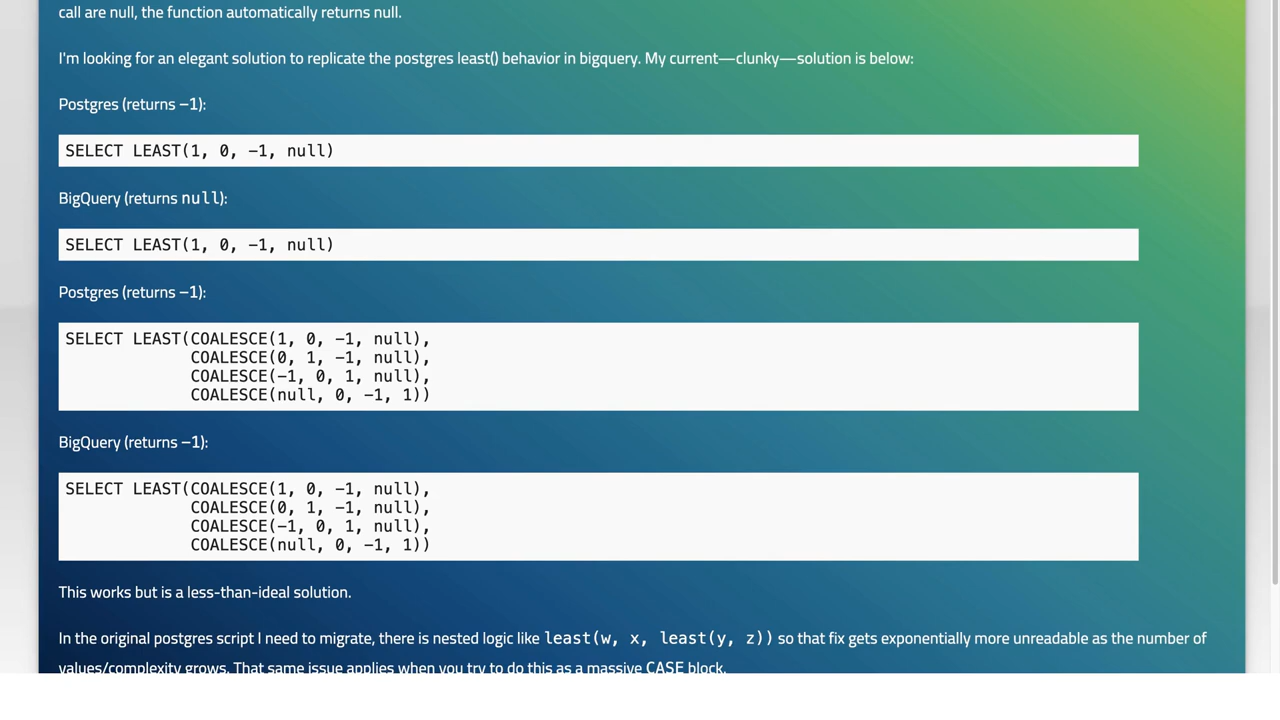 call are null, the function automatically returns null.
I'm looking for an elegant solution to replicate the postgres least() behavior in bigquery. My current—clunky—solution is below:
Postgres (returns −1):
SELECT LEAST(1, 0, −1, null)
BigQuery (returns null):
SELECT LEAST(1, 0, −1, null)
Postgres (returns −1):
SELECT LEAST(COALESCE(1, 0, −1, null),
COALESCE(0, 1, −1, null),
COALESCE(−1, 0, 1, null),
COALESCE(null, 0, −1, 1))
BigQuery (returns −1):
SELECT LEAST(COALESCE(1, 0, −1, null),
COALESCE(0, 1, −1, null),
COALESCE(−1, 0, 1, null),
COALESCE(null, 0, −1, 1))
This works but is a less-than-ideal solution.
In the original postgres script I need to migrate, there is nested logic like least(w, x, least(y, z)) so that fix gets exponentially more unreadable as the number of
values/complexity grows. That same issue applies when you try to do this as a massive CASE block.